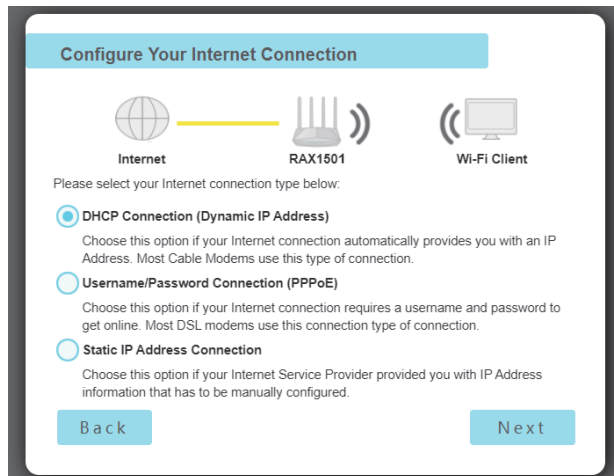 Configure Your Internet Connection
Internet
RAX1501
Wi-Fi Client
Please select your Internet connection type below:
DHCP Connection (Dynamic IP Address)
Choose this option if your Internet connection automatically provides you with an IP
Address. Most Cable Modems use this type of connection.
Username/Password Connection (PPPoE)
Choose this option if your Internet connection requires a username and password to
get online. Most DSL modems use this connection type of connection.
Static IP Address Connection
Choose this option if your Internet Service Provider provided you with IP Address
information that has to be manually configured.
Back
Next